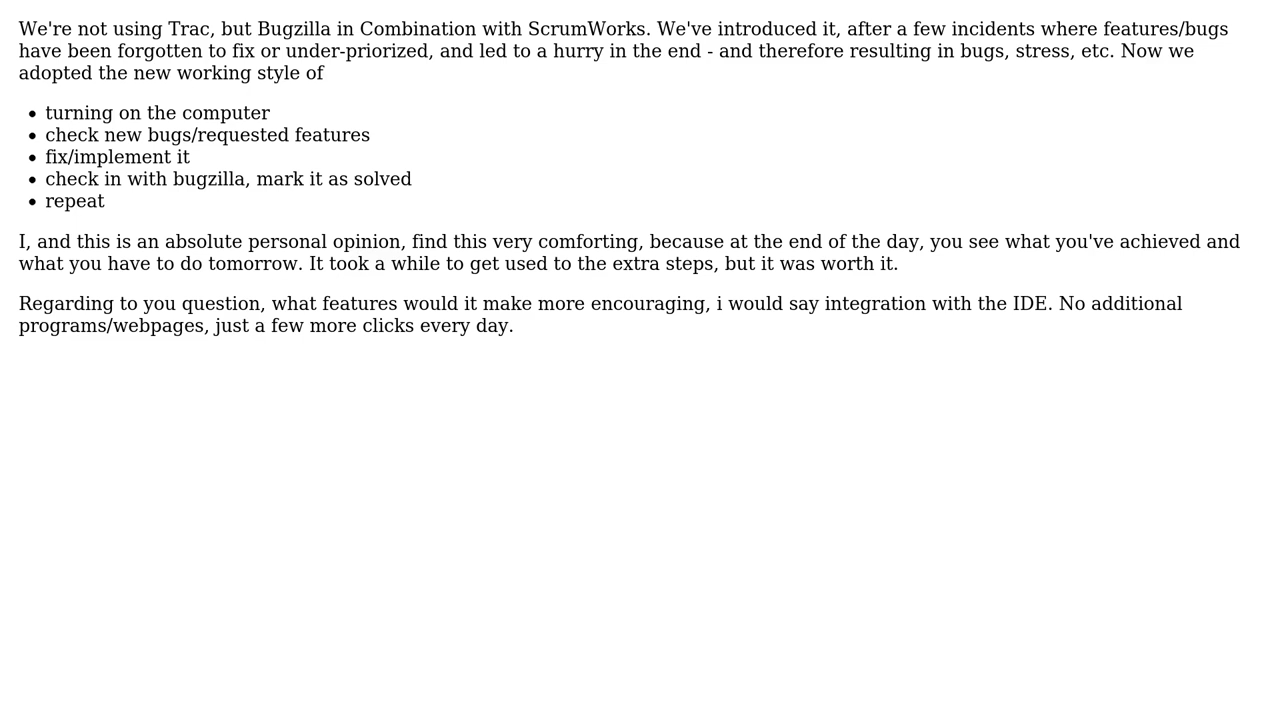 We're not using Trac, but Bugzilla in Combination with ScrumWorks. We've introduced it, after a few incidents where features/bugs
have been forgotten to fix or under-priorized, and led to a hurry in the end - and therefore resulting in bugs, stress, etc. Now we
adopted the new working style of
• turning on the computer
• check new bugs/requested features
• fix/implement it
• check in with bugzilla, mark it as solved
• repeat
I, and this is an absolute personal opinion, find this very comforting, because at the end of the day, you see what you've achieved and
what you have to do tomorrow. It took a while to get used to the extra steps, but it was worth it.
Regarding to you question, what features would it make more encouraging, i would say integration with the IDE. No additional
programs/webpages, just a few more clicks every day.